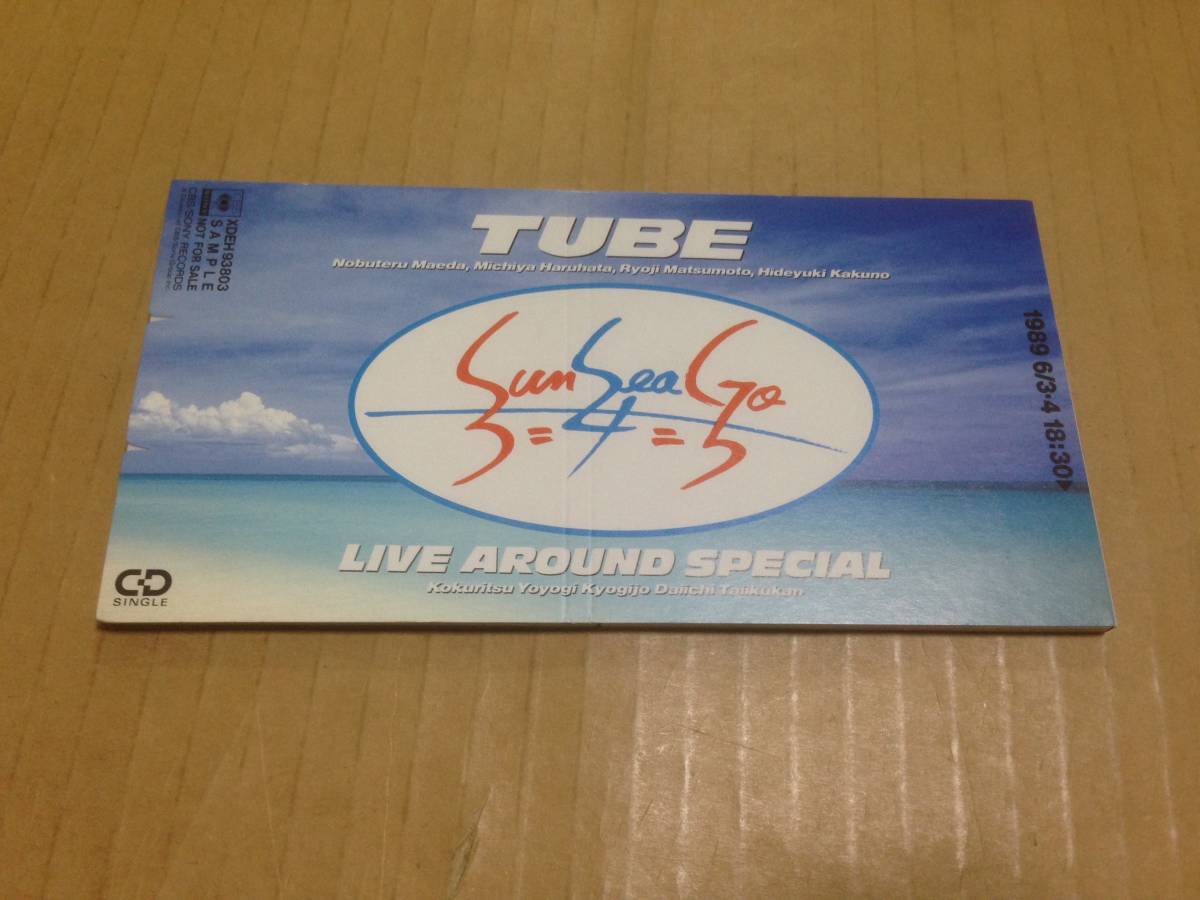 TUBE
Nobuteru Maeda, Michiya Haruhata, Ryoji Matsumoto, Hideyuki Kakuno
Sun Sea Go
3=4=5
LIVE AROUND SPECIAL
Kokuritsu Yoyogi Kyogijo Daiichi Taiikukan
CD
SINGLE
XDEH93803
SAMPLE
NOT FOR SALE
CBS/SONY RECORDS
1989 6/3·4 18:30▶